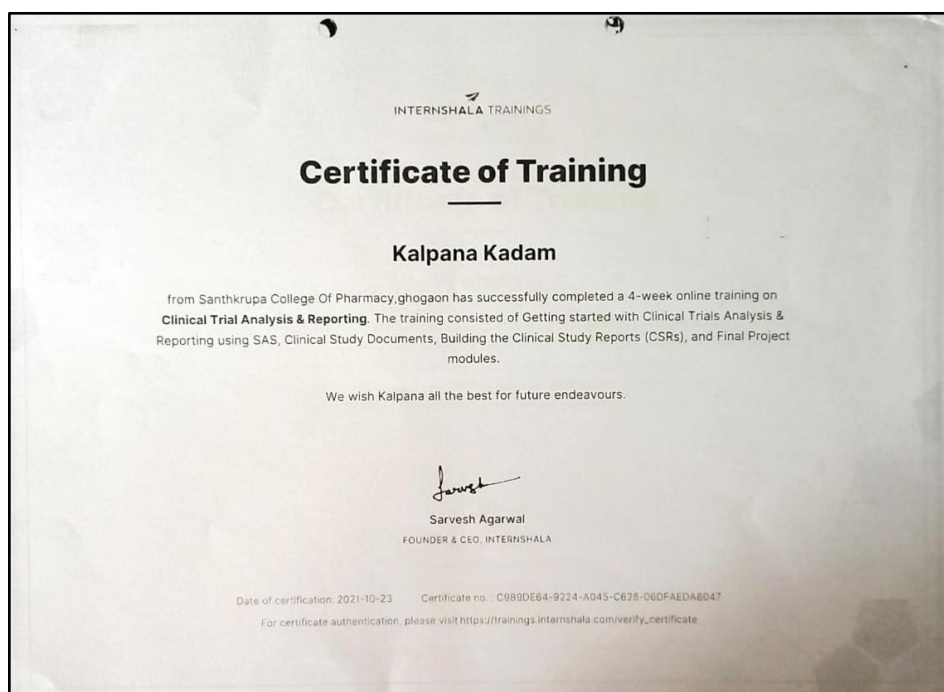 INTERNSHALA TRAININGS
Certificate of Training
Kalpana Kadam
from Santhkrupa College Of Pharmacy,ghogaon has successfully completed a 4-week online training on
Clinical Trial Analysis & Reporting. The training consisted of Getting started with Clinical Trials Analysis &
Reporting using SAS, Clinical Study Documents, Building the Clinical Study Reports (CSRs), and Final Project
modules.
We wish Kalpana all the best for future endeavours.
Sarvesh Agarwal
FOUNDER & CEO, INTERNSHALA
Date of certification: 2021-10-23 Certificate no. : C989DE64-9224-A045-C628-06DFAEDA6047
For certificate authentication, please visit https://trainings.internshala.com/verify_certificate